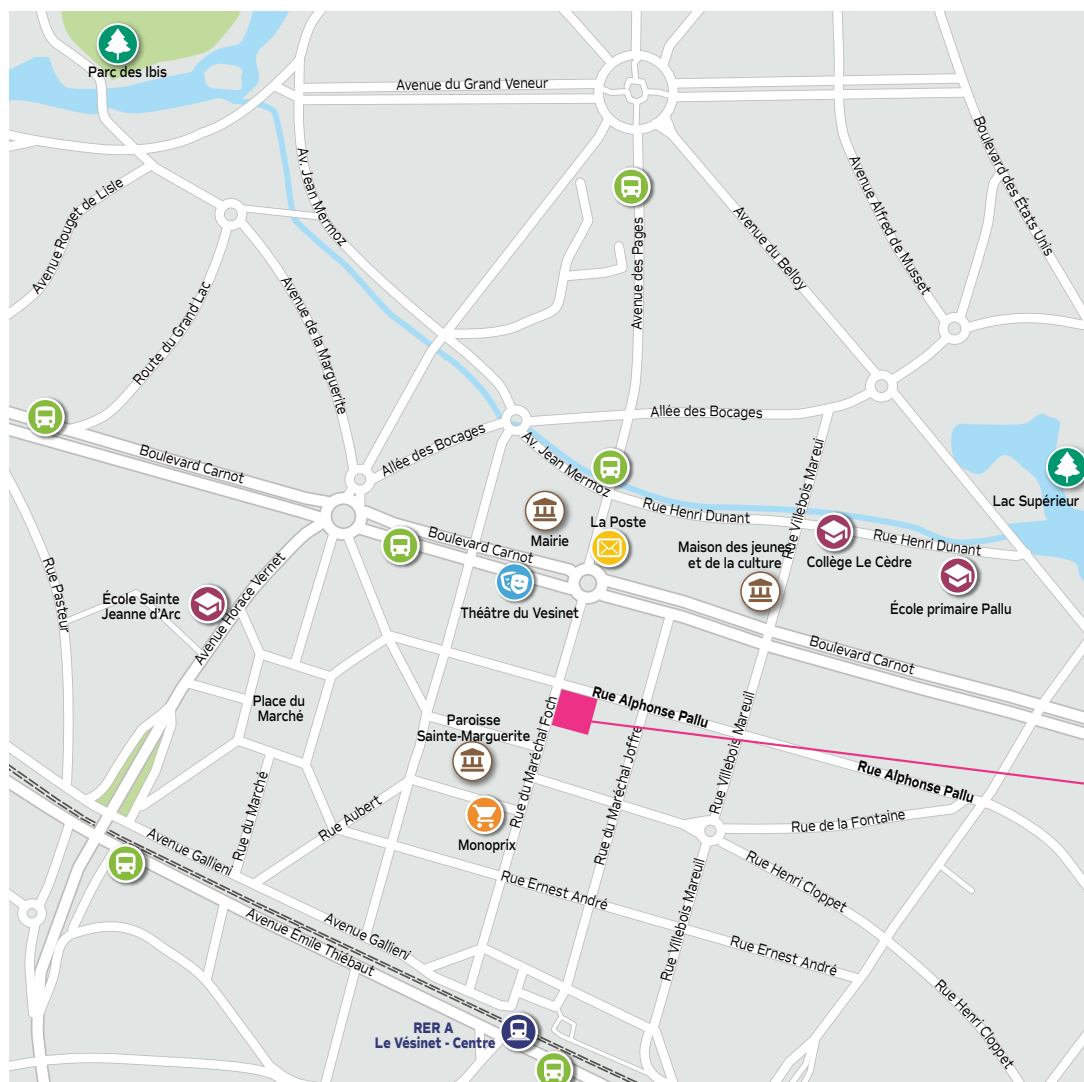 Parc des Ibis
Avenue du Grand Veneur
Boulevard des États Unis
Av. Jean Mermoz
Avenue Rouget de Lisle
Avenue Alfred de Musset
Avenue du Belloy
Avenue des Pages
Route du Grand Lac
Avenue de la Marguerite
Allée des Bocages
Allée des Bocages
Boulevard Carnot
Av. Jean Mermoz
Rue Villebois Mareui
Lac Supérieur
Rue Henri Dunant
La Poste
Mairie
Boulevard Carnot
Rue Henri Dunant
Maison des jeunes
et de la culture
Collège Le Cèdre
Rue Pasteur
École Sainte
Jeanne d'Arc
Avenue Horace Vernet
Théâtre du Vesinet
École primaire Pallu
Boulevard Carnot
Place du
Marché
Rue Alphonse Pallu
Paroisse
Sainte-Marguerite
Rue du Maréchal Foch
Rue du Maréchal Joffre
Rue Villebois Mareuil
Rue Alphonse Pallu
Rue du Marché
Rue Aubert
Monoprix
Rue de la Fontaine
Avenue Gallieni
Rue Henri Cloppet
Rue Ernest André
Rue Villebois Mareuil
Avenue Gallieni
Avenue Emile Thiébaut
Rue Ernest André
Rue Henri Cloppet
RER A
Le Vésinet - Centre